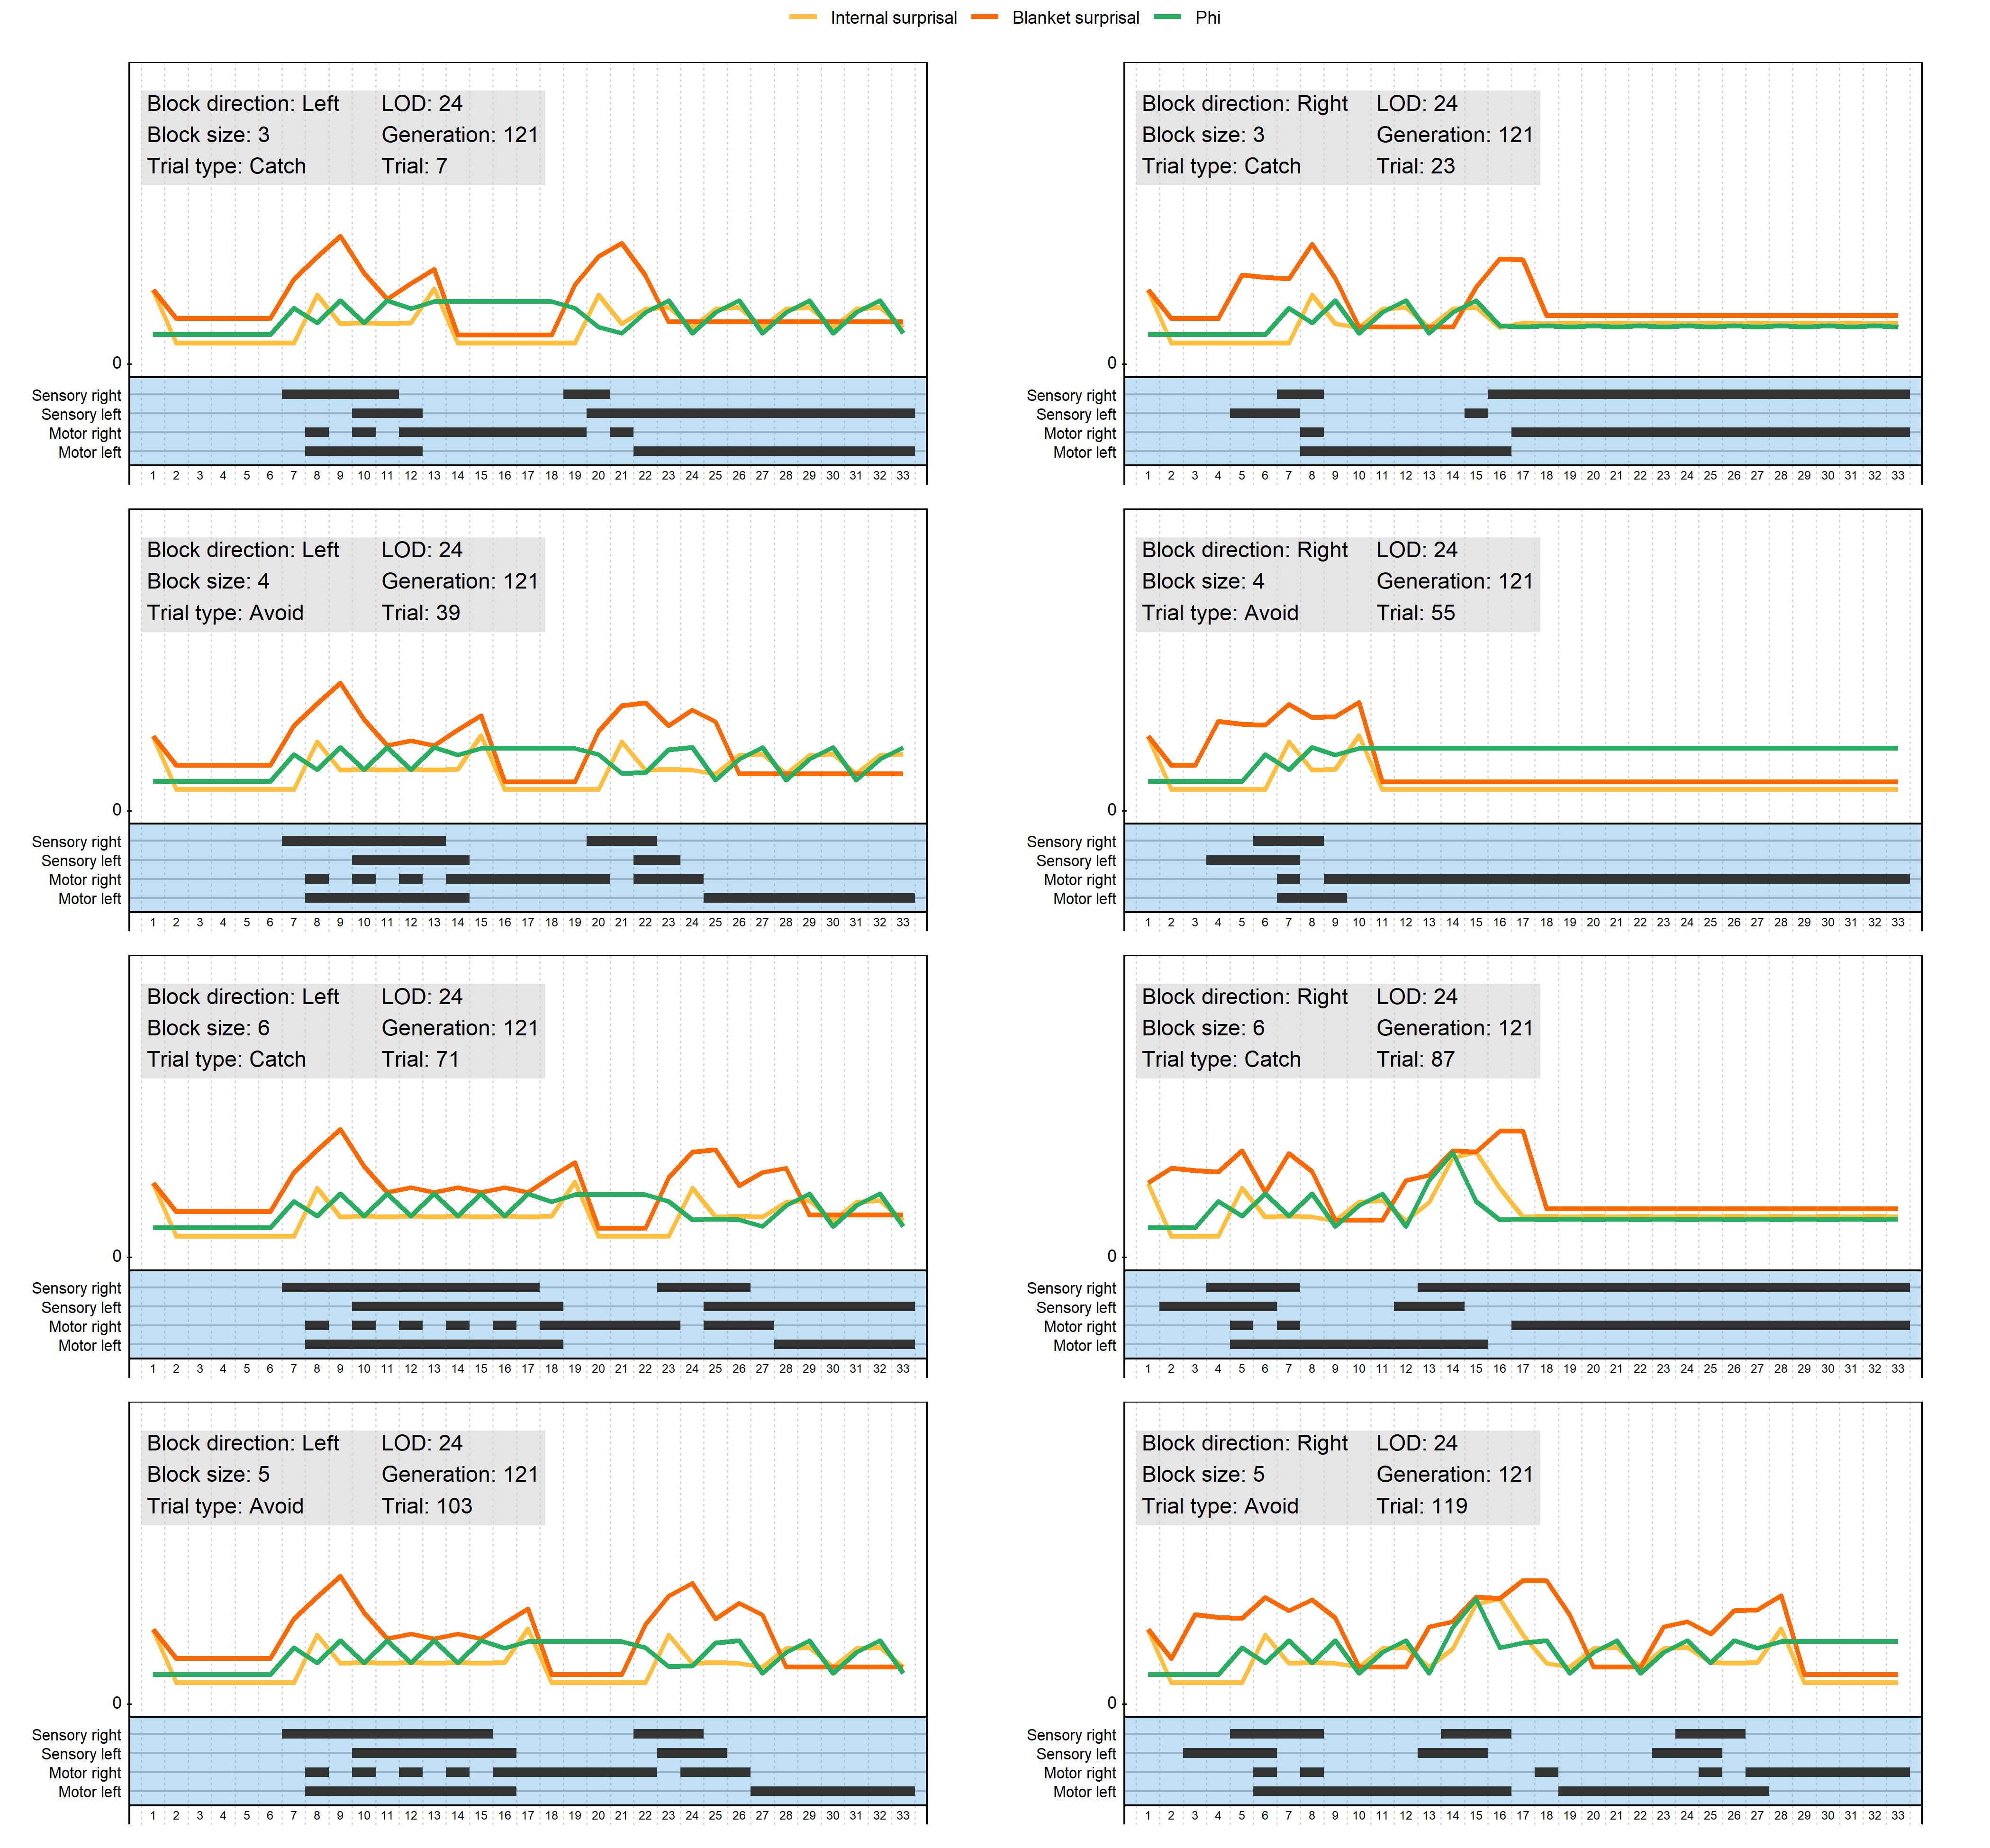 Internal surprisal Blanket surprisal Phi
Block direction: Left LOD: 24
Block size: 3 Generation: 121
Trial type: Catch Trial: 7
0
Sensory right
Sensory left
Motor right
Motor left
1 2 3 4 5 6 7 8 9 10 11 12 13 14 15 16 17 18 19 20 21 22 23 24 25 26 27 28 29 30 31 32 33
Block direction: Right LOD: 24
Block size: 3 Generation: 121
Trial type: Catch Trial: 23
0
Sensory right
Sensory left
Motor right
Motor left
1 2 3 4 5 6 7 8 9 10 11 12 13 14 15 16 17 18 19 20 21 22 23 24 25 26 27 28 29 30 31 32 33
Block direction: Left LOD: 24
Block size: 4 Generation: 121
Trial type: Avoid Trial: 39
0
Sensory right
Sensory left
Motor right
Motor left
1 2 3 4 5 6 7 8 9 10 11 12 13 14 15 16 17 18 19 20 21 22 23 24 25 26 27 28 29 30 31 32 33
Block direction: Right LOD: 24
Block size: 4 Generation: 121
Trial type: Avoid Trial: 55
0
Sensory right
Sensory left
Motor right
Motor left
1 2 3 4 5 6 7 8 9 10 11 12 13 14 15 16 17 18 19 20 21 22 23 24 25 26 27 28 29 30 31 32 33
Block direction: Left LOD: 24
Block size: 6 Generation: 121
Trial type: Catch Trial: 71
0
Sensory right
Sensory left
Motor right
Motor left
1 2 3 4 5 6 7 8 9 10 11 12 13 14 15 16 17 18 19 20 21 22 23 24 25 26 27 28 29 30 31 32 33
Block direction: Right LOD: 24
Block size: 6 Generation: 121
Trial type: Catch Trial: 87
0
Sensory right
Sensory left
Motor right
Motor left
1 2 3 4 5 6 7 8 9 10 11 12 13 14 15 16 17 18 19 20 21 22 23 24 25 26 27 28 29 30 31 32 33
Block direction: Left LOD: 24
Block size: 5 Generation: 121
Trial type: Avoid Trial: 103
0
Sensory right
Sensory left
Motor right
Motor left
1 2 3 4 5 6 7 8 9 10 11 12 13 14 15 16 17 18 19 20 21 22 23 24 25 26 27 28 29 30 31 32 33
Block direction: Right LOD: 24
Block size: 5 Generation: 121
Trial type: Avoid Trial: 119
0
Sensory right
Sensory left
Motor right
Motor left
1 2 3 4 5 6 7 8 9 10 11 12 13 14 15 16 17 18 19 20 21 22 23 24 25 26 27 28 29 30 31 32 33